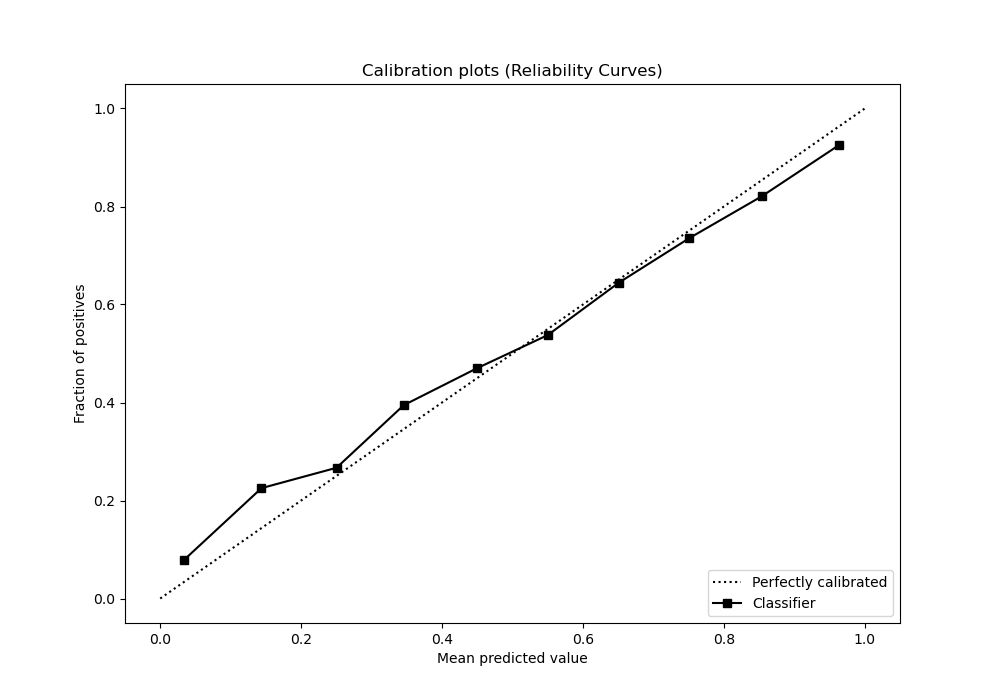 Calibration plots (Reliability Curves)
1.0
0.8
0.6
0.4
0.2
0.0
Fraction of positives
0.0 0.2 0.4 0.6 0.8 1.0
Mean predicted value
Perfectly calibrated
Classifier